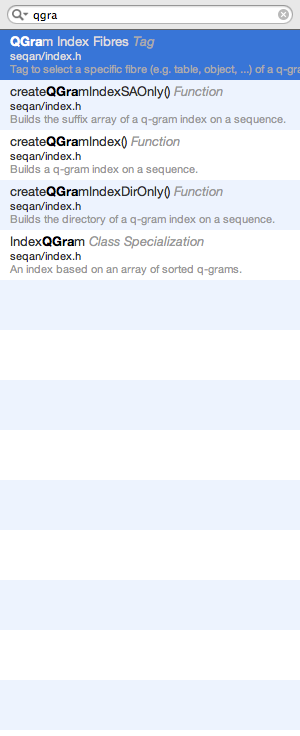 qgra
QGram Index Fibres Tag
seqan/index.h
Tag to select a specific fibre (e.g. table, object, ...) of a q-gra
createQGramIndexSAOnly() Function
seqan/index.h
Builds the suffix array of a q-gram index on a sequence.
createQGramIndex() Function
seqan/index.h
Builds a q-gram index on a sequence.
createQGramIndexDirOnly() Function
seqan/index.h
Builds the directory of a q-gram index on a sequence.
IndexQGram Class Specialization
seqan/index.h
An index based on an array of sorted q-grams.